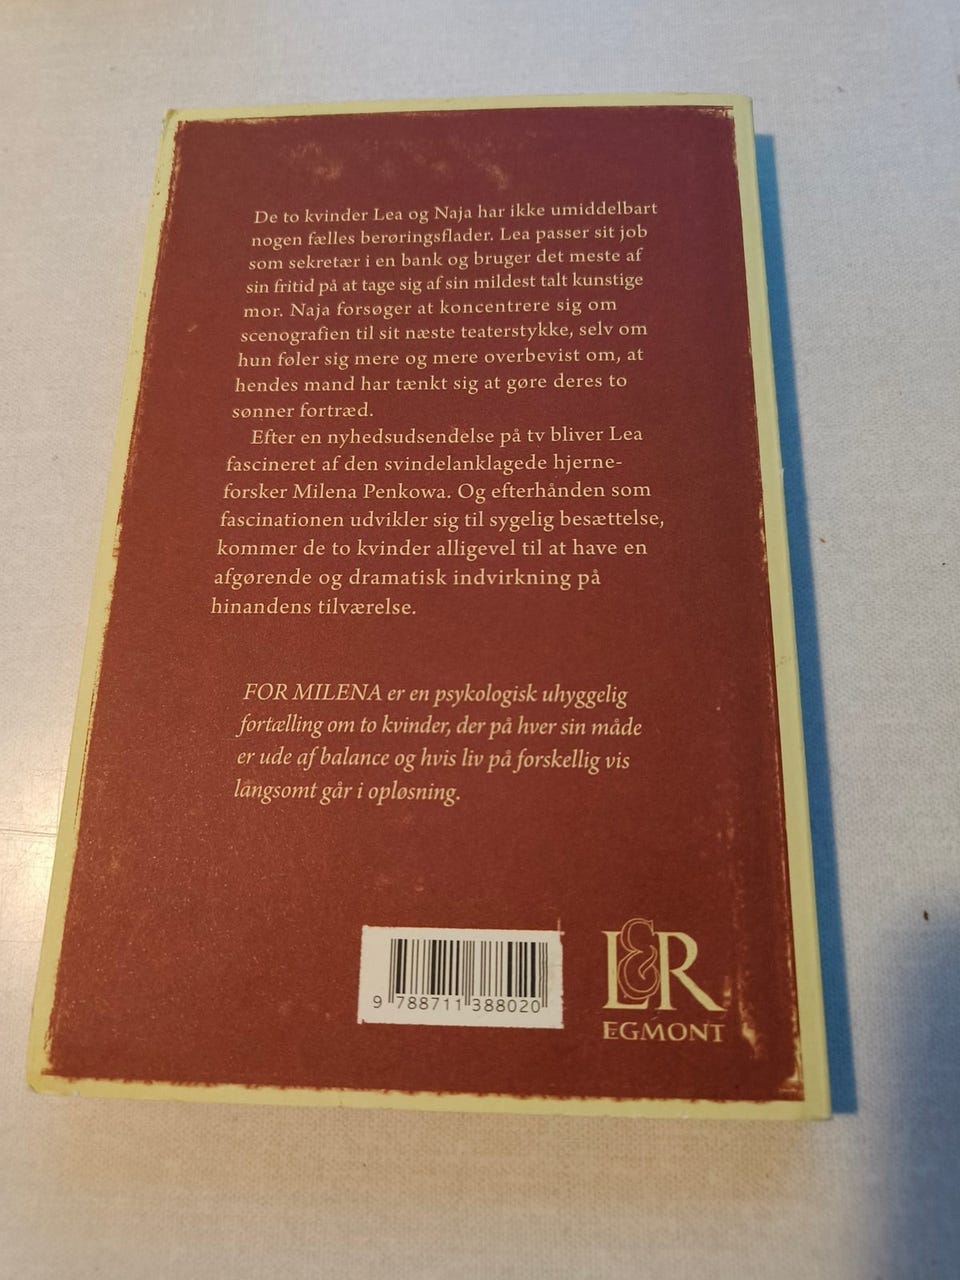 De to kvinder Lea og Naja har ikke umiddelbart
nogen fælles berøringsflader. Lea passer sit job
som sekretær i en bank og bruger det meste af
sin fritid på at tage sig af sin mildest talt kunstige
mor. Naja forsøger at koncentrere sig om
scenografien til sit næste teaterstykke, selv om
hun føler sig mere og mere overbevist om, at
hendes mand har tænkt sig at gøre deres to
sønner fortræd.
Efter en nyhedsudsendelse på tv bliver Lea
fascineret af den svindelanklagede hjerne-
forsker Milena Penkowa. Og efterhånden som
fascinationen udvikler sig til sygelig besættelse,
kommer de to kvinder alligevel til at have en
afgørende og dramatisk indvirkning på
hinandens tilværelse.
FOR MILENA er en psykologisk uhyggelig
fortælling om to kvinder, der på hver sin måde
er ude af balance og hvis liv på forskellig vis
langsomt går i opløsning.
9 788711 388020
L&R
EGMONT